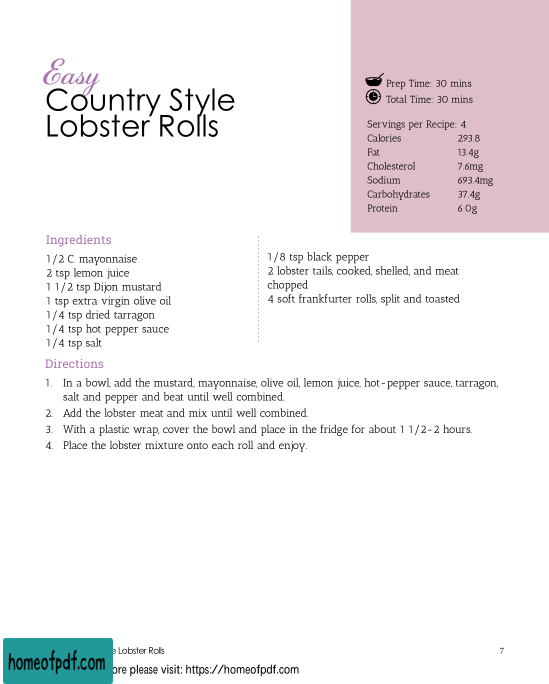 Easy
Country Style
Lobster Rolls
Prep Time: 30 mins
Total Time: 30 mins
Servings per Recipe: 4
Calories 293.8
Fat 13.4g
Cholesterol 7.6mg
Sodium 693.4mg
Carbohydrates 37.4g
Protein 6.0g
Ingredients
1/2 C. mayonnaise
2 tsp lemon juice
1 1/2 tsp Dijon mustard
1 tsp extra virgin olive oil
1/4 tsp dried tarragon
1/4 tsp hot pepper sauce
1/4 tsp salt
1/8 tsp black pepper
2 lobster tails, cooked, shelled, and meat
chopped
4 soft frankfurter rolls, split and toasted
Directions
1. In a bowl, add the mustard, mayonnaise, olive oil, lemon juice, hot-pepper sauce, tarragon,
salt and pepper and beat until well combined.
2. Add the lobster meat and mix until well combined.
3. With a plastic wrap, cover the bowl and place in the fridge for about 1 1/2-2 hours.
4. Place the lobster mixture onto each roll and enjoy.
Lobster Rolls 7
homeofpdf.com
please visit: https://homeofpdf.com